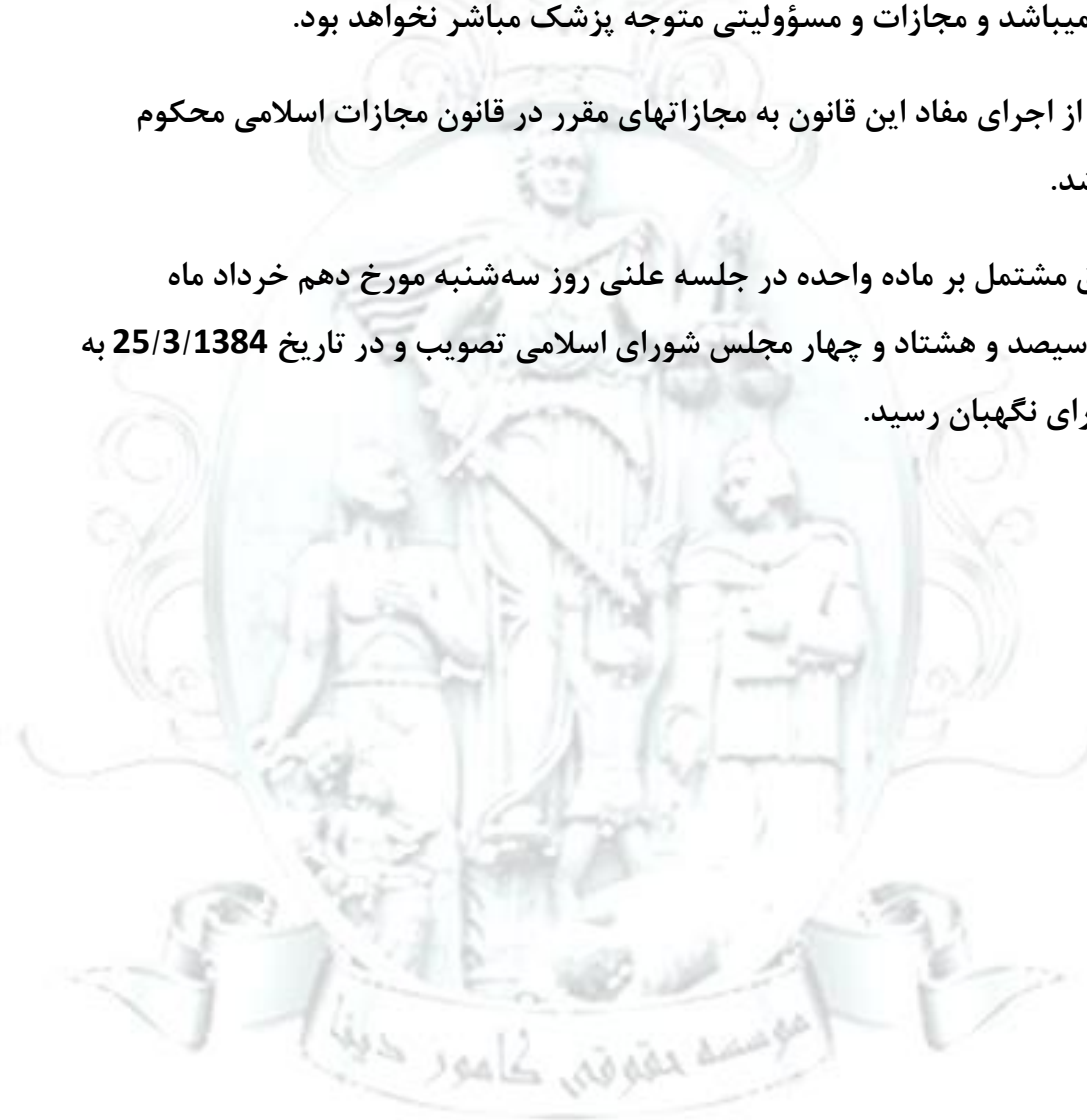 میباشد و مجازات و مسؤولیتی متوجه پزشک مباشر نخواهد بود.
از اجرای مفاد این قانون به مجازاتهای مقرر در قانون مجازات اسلامی محکوم
شد.
مشتمل بر ماده واحده در جلسه علنی روز سه‌شنبه مورخ دهم خرداد ماه
سیصد و هشتاد و چهار مجلس شورای اسلامی تصویب و در تاریخ 25/3/1384 به
رای نگهبان رسید.
موسسه حقوقی کامور دیفا